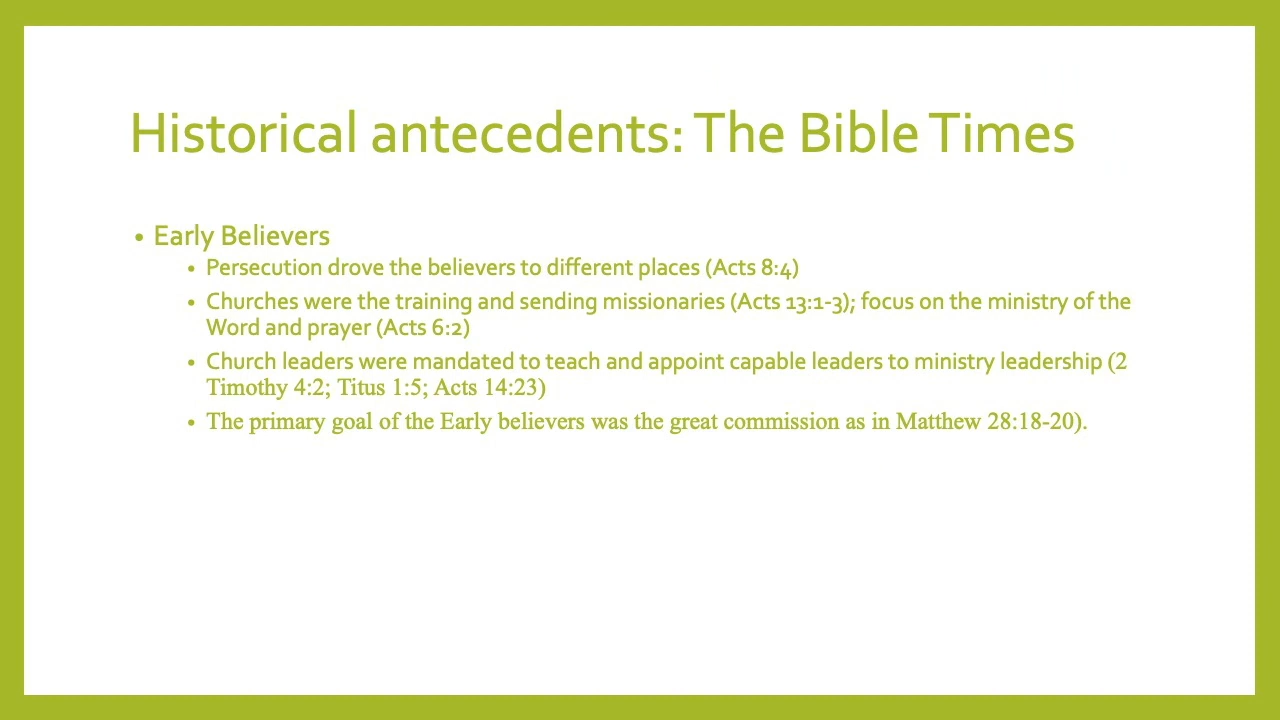 Historical antecedents: The Bible Times
• Early Believers
• Persecution drove the believers to different places (Acts 8:4)
• Churches were the training and sending missionaries (Acts 13:1-3); focus on the ministry of the
Word and prayer (Acts 6:2)
• Church leaders were mandated to teach and appoint capable leaders to ministry leadership (2
Timothy 4:2; Titus 1:5; Acts 14:23)
• The primary goal of the Early believers was the great commission as in Matthew 28:18-20).